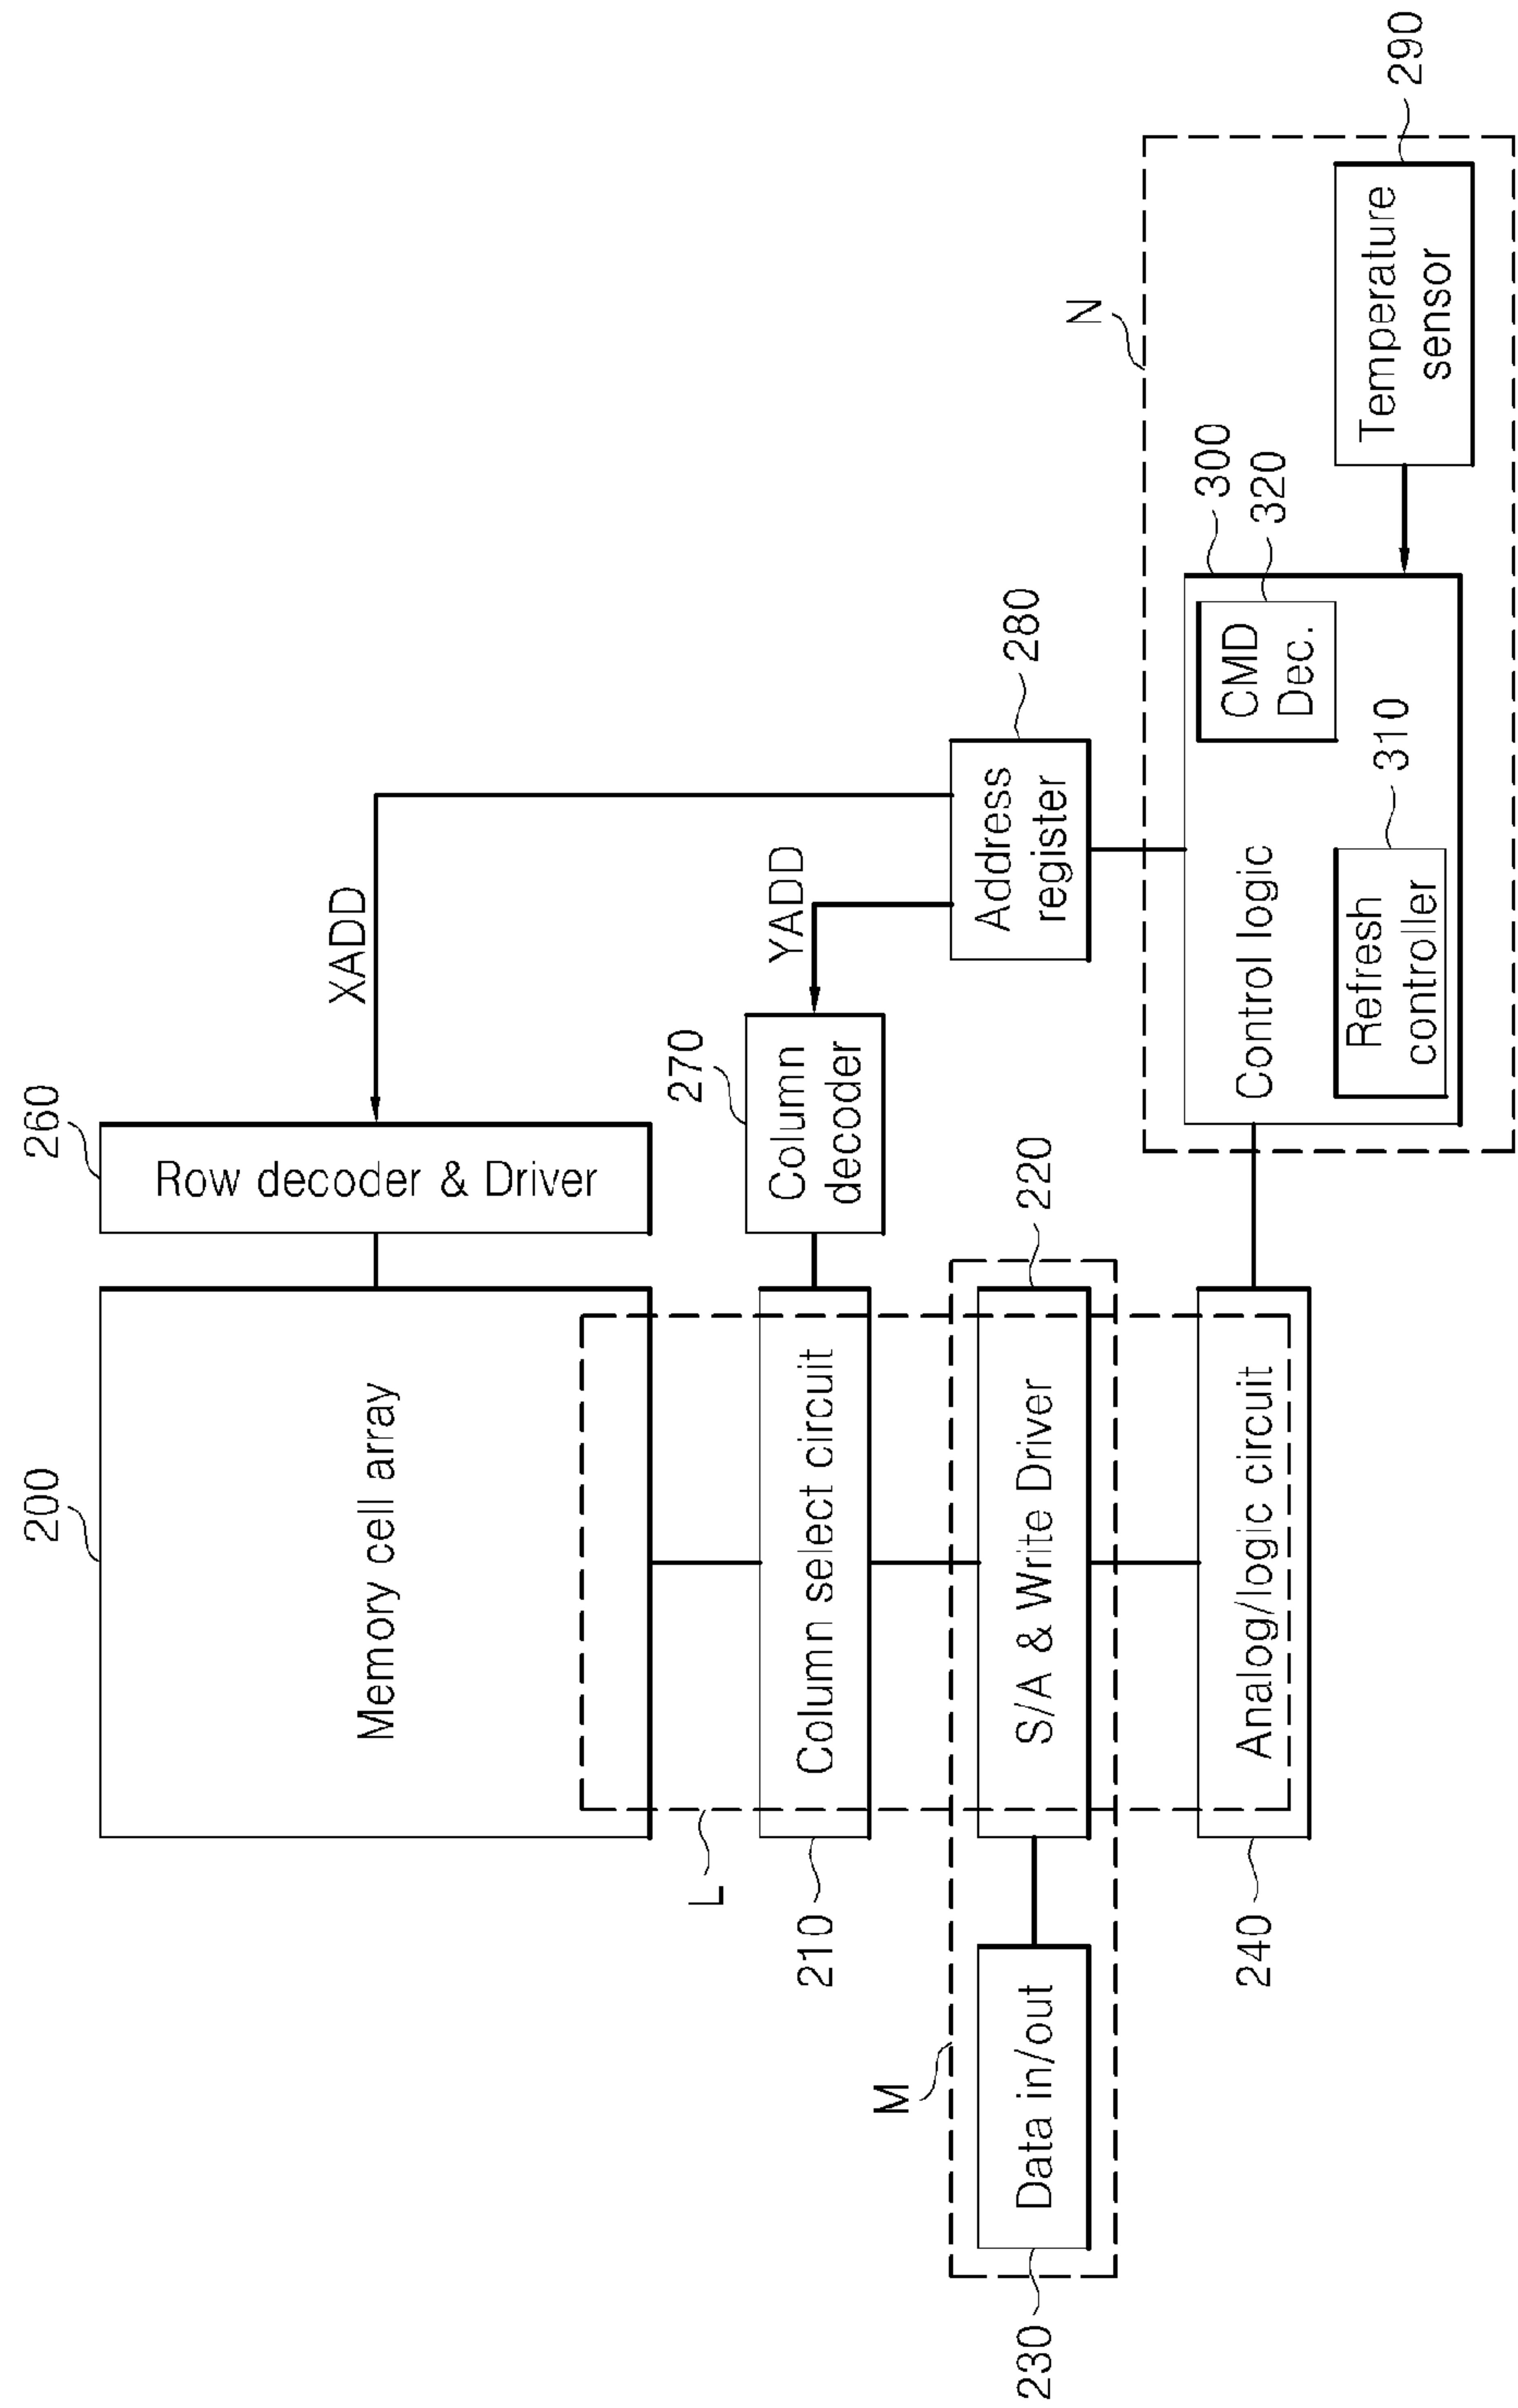 200
Memory cell array
260
Row decoder & Driver
XADD
L
210
Column select circuit
270
Column
decoder
YADD
M
230
Data in/out
S/A & Write Driver
220
Address
register
280
240
Analog/logic circuit
N
Control logic
300
320
CMD
Dec.
Refresh
controller
310
Temperature
sensor
290